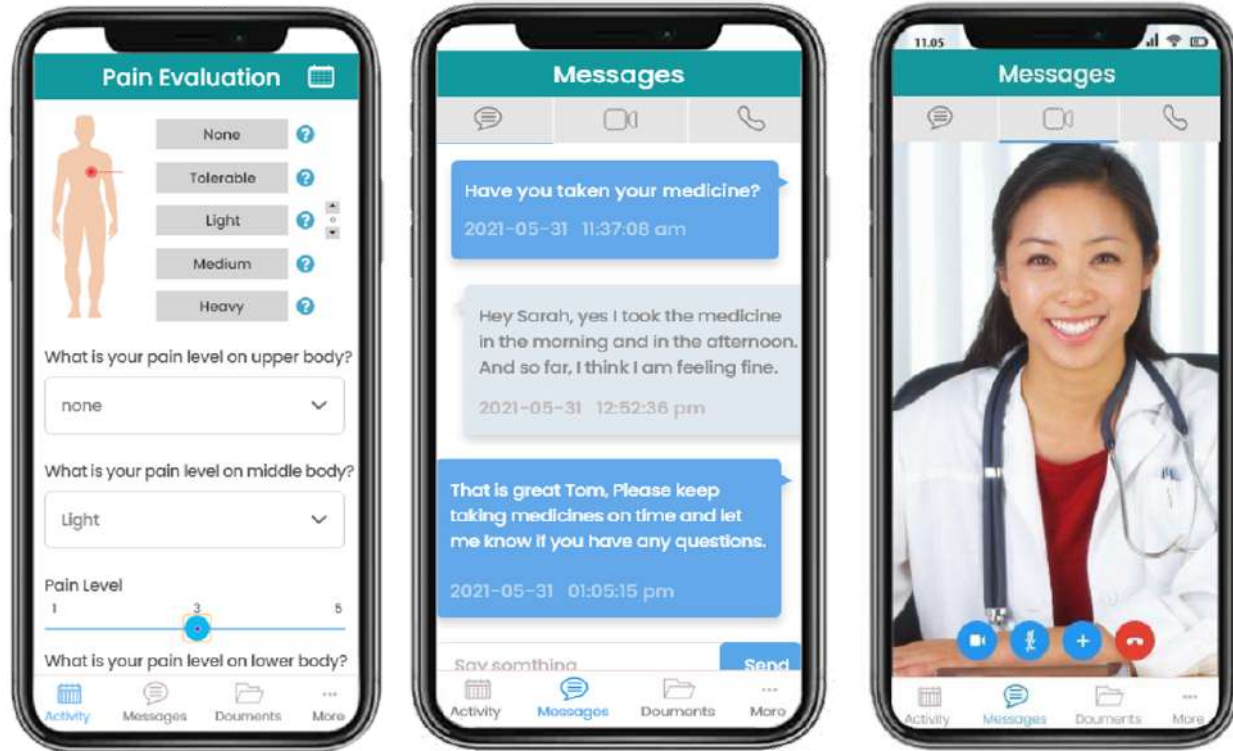 Pain Evaluation
None
Tolerable
Light
Medium
Heavy
What is your pain level on upper body?
none
What is your pain level on middle body?
Light
Pain Level
1 3 5
What is your pain level on lower body?
Activity Messages Douments More
Messages
Have you taken your medicine?
2021-05-31 11:37:08 am
Hey Sarah, yes I took the medicine
in the morning and in the afternoon.
And so far, I think I am feeling fine.
2021-05-31 12:52:36 pm
That is great Tom, Please keep
taking medicines on time and let
me know if you have any questions.
2021-05-31 01:05:15 pm
Say somthing Send
Activity Messages Douments More
11.05
Messages
Activity Messages Douments More